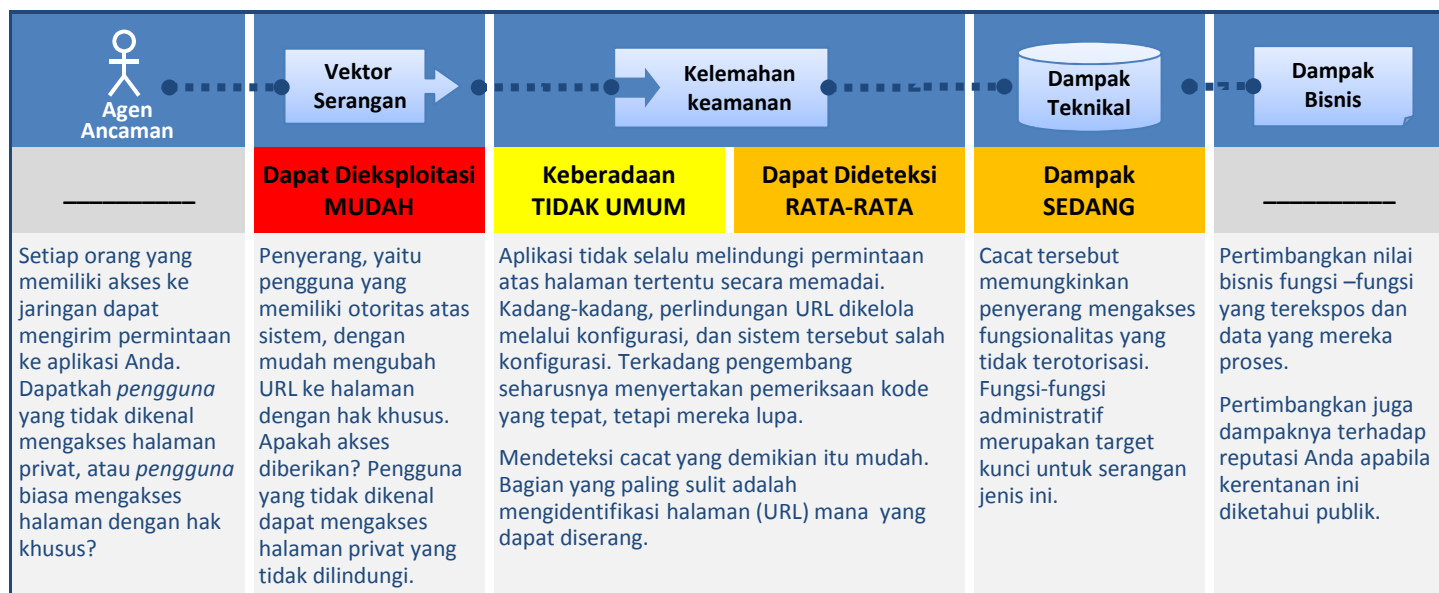 Agen
Ancaman
Vektor
Serangan
Kelemahan
keamanan
Dampak
Teknikal
Dampak
Bisnis
__________
Dapat Dieksploitasi
MUDAH
Keberadaan
TIDAK UMUM
Dapat Dideteksi
RATA-RATA
Dampak
SEDANG
__________
Setiap orang yang
memiliki akses ke
jaringan dapat
mengirim permintaan
ke aplikasi Anda.
Dapatkah pengguna
yang tidak dikenal
mengakses halaman
privat, atau pengguna
biasa mengakses
halaman dengan hak
khusus?
Penyerang, yaitu
pengguna yang
memiliki otoritas atas
sistem, dengan
mudah mengubah
URL ke halaman
dengan hak khusus.
Apakah akses
diberikan? Pengguna
yang tidak dikenal
dapat mengakses
halaman privat yang
tidak dilindungi.
Aplikasi tidak selalu melindungi permintaan
atas halaman tertentu secara memadai.
Kadang-kadang, perlindungan URL dikelola
melalui konfigurasi, dan sistem tersebut salah
konfigurasi. Terkadang pengembang
seharusnya menyertakan pemeriksaan kode
yang tepat, tetapi mereka lupa.
Mendeteksi cacat yang demikian itu mudah.
Bagian yang paling sulit adalah
mengidentifikasi halaman (URL) mana yang
dapat diserang.
Cacat tersebut
memungkinkan
penyerang mengakses
fungsionalitas yang
tidak terotorisasi.
Fungsi-fungsi
administratif
merupakan target
kunci untuk serangan
jenis ini.
Pertimbangkan nilai
bisnis fungsi –fungsi
yang terekspos dan
data yang mereka
proses.
Pertimbangkan juga
dampaknya terhadap
reputasi Anda apabila
kerentanan ini
diketahui publik.